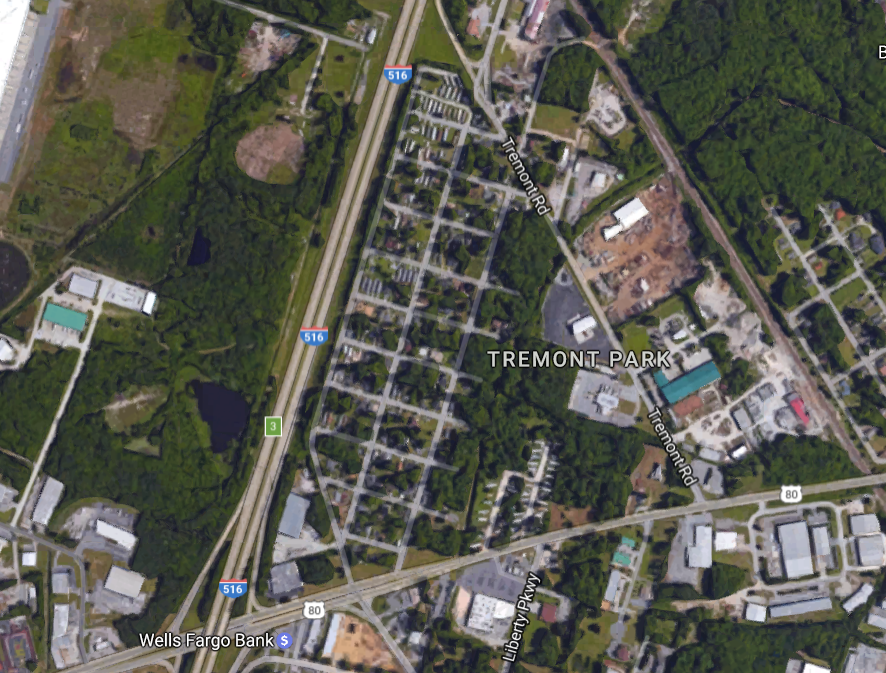 B
516
Tremont Rd
516
TREMONT PARK
3
Tremont Rd
80
516
80
Wells Fargo Bank $
Liberty Pkwy